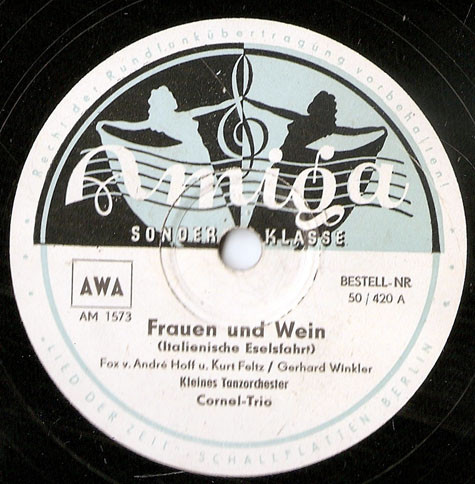 Recht der Rundfunkübertragung vorbehalten!
Amiga
SONDER KLASSE
AWA
AM 1573
BESTELL-NR
50 / 420 A
Frauen und Wein
(Italienische Eselsfahrt)
Fox v. André Hoff u. Kurt Feltz / Gerhard Winkler
Kleines Tanzorchester
Cornel-Trio
LIED DER ZEIT - SCHALLPLATTEN BERLIN